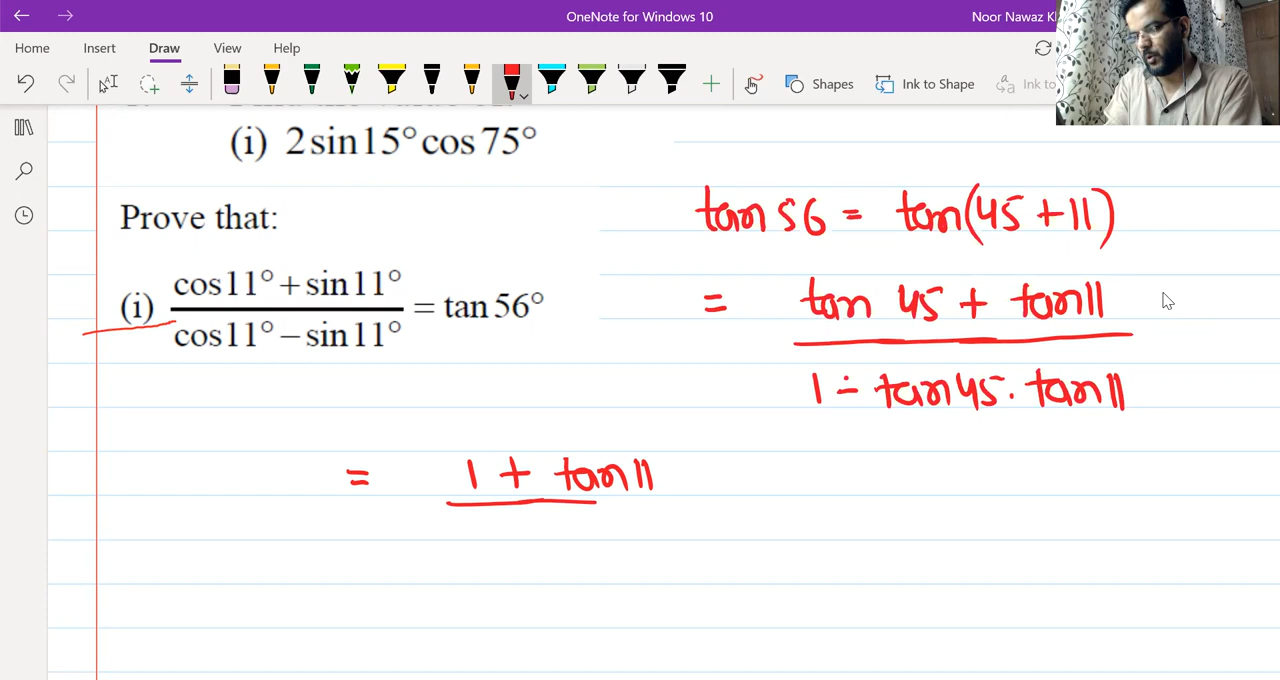 OneNote for Windows 10
Noor Nawaz
Home Insert Draw View Help
Shapes Ink to Shape Ink to
(i) 2 sin 15° cos 75°
Prove that:
(i) cos 11° + sin 11° / cos 11° − sin 11° = tan 56°
tan 56 = tan(45 + 11)
= tan 45 + tan 11
1 − tan 45 . tan 11
= 1 + tan 11